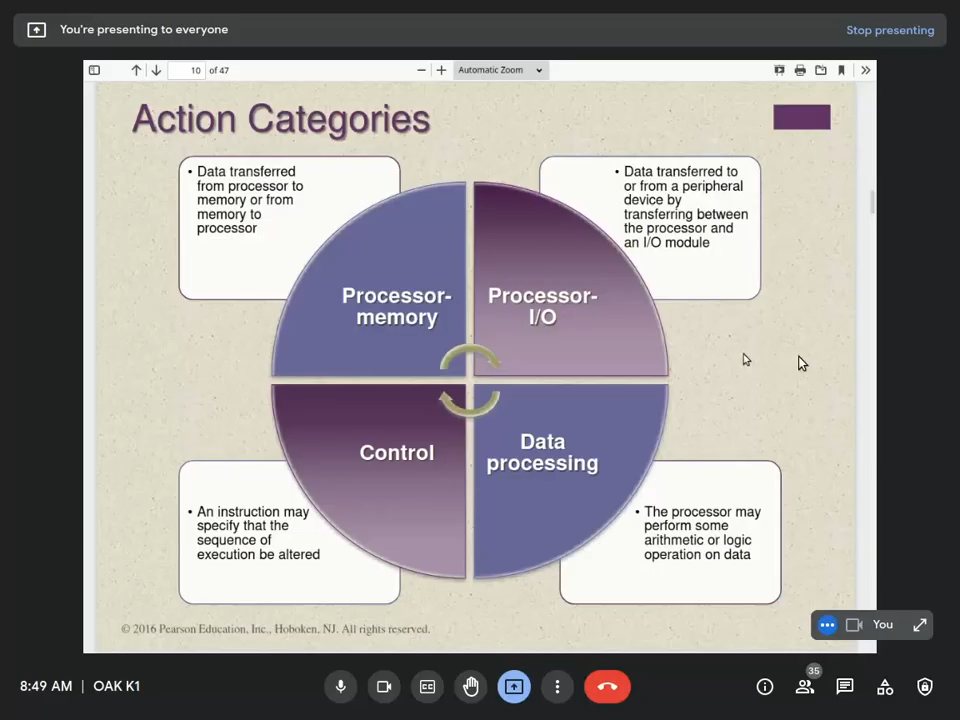 You're presenting to everyone
Stop presenting
10 of 47
Automatic Zoom
Action Categories
• Data transferred
from processor to
memory or from
memory to
processor
• Data transferred to
or from a peripheral
device by
transferring between
the processor and
an I/O module
Processor-
memory
Processor-
I/O
Control
Data
processing
• An instruction may
specify that the
sequence of
execution be altered
• The processor may
perform some
arithmetic or logic
operation on data
© 2016 Pearson Education, Inc., Hoboken, NJ. All rights reserved.
You
8:49 AM | OAK K1
CC
35